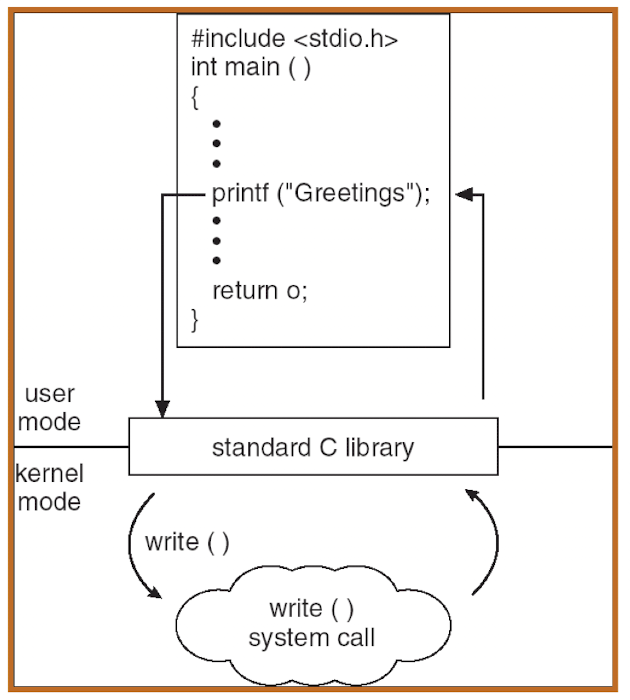 #include <stdio.h>
int main ( )
{
•
•
•
printf ("Greetings");
•
•
•
return o;
}
user
mode
standard C library
kernel
mode
write ( )
write ( )
system call